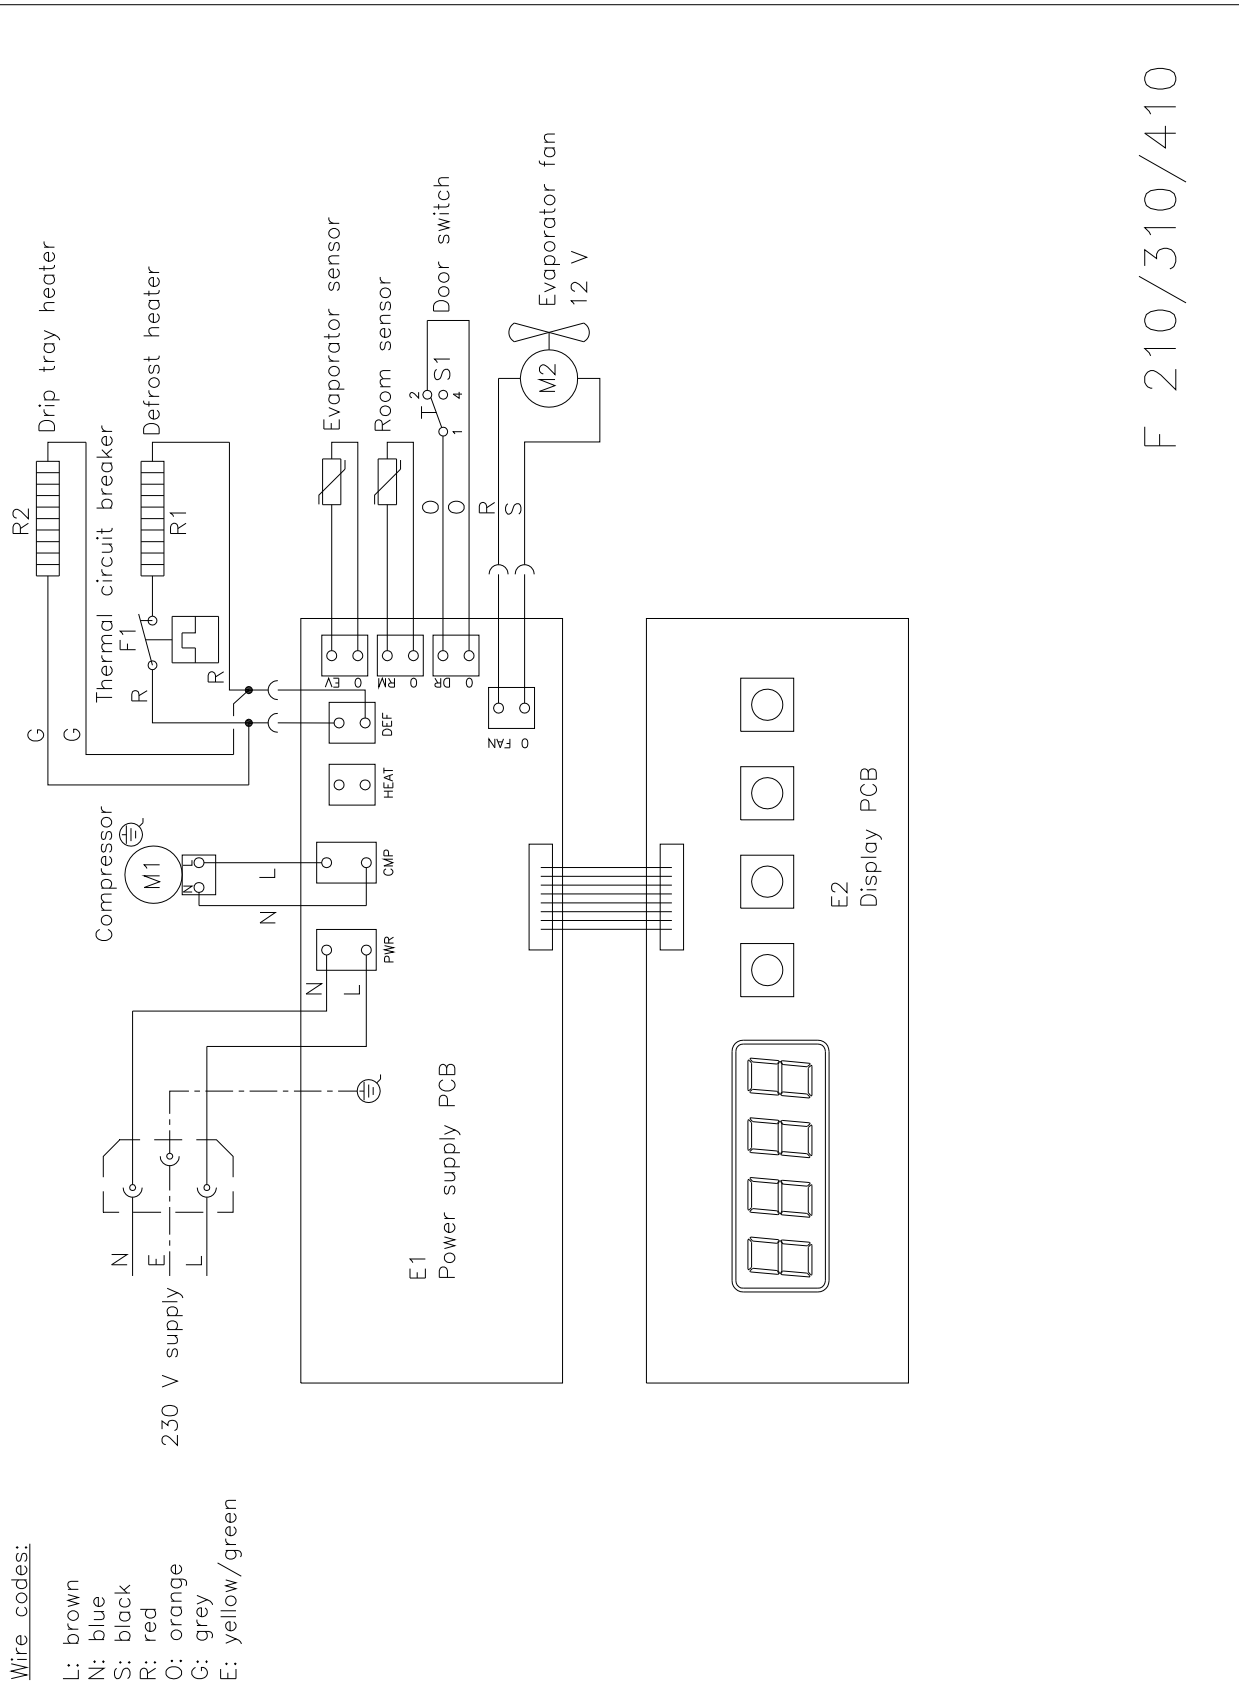 Wire codes:
L: brown
N: blue
S: black
R: red
O: orange
G: grey
E: yellow/green
230 V supply
N
E
L
N
L
Compressor
M1
N
L
N
L
Drip tray heater
R2
G
G
Thermal circuit breaker
F1
R
R
Defrost heater
R1
Evaporator sensor
Room sensor
Door switch
S1
1
2
4
O
O
Evaporator fan
12 V
M2
R
S
PWR
CMP
HEAT
DEF
0 EV
0 RM
0 DR
0 FAN
E1
Power supply PCB
E2
Display PCB
F 210/310/410